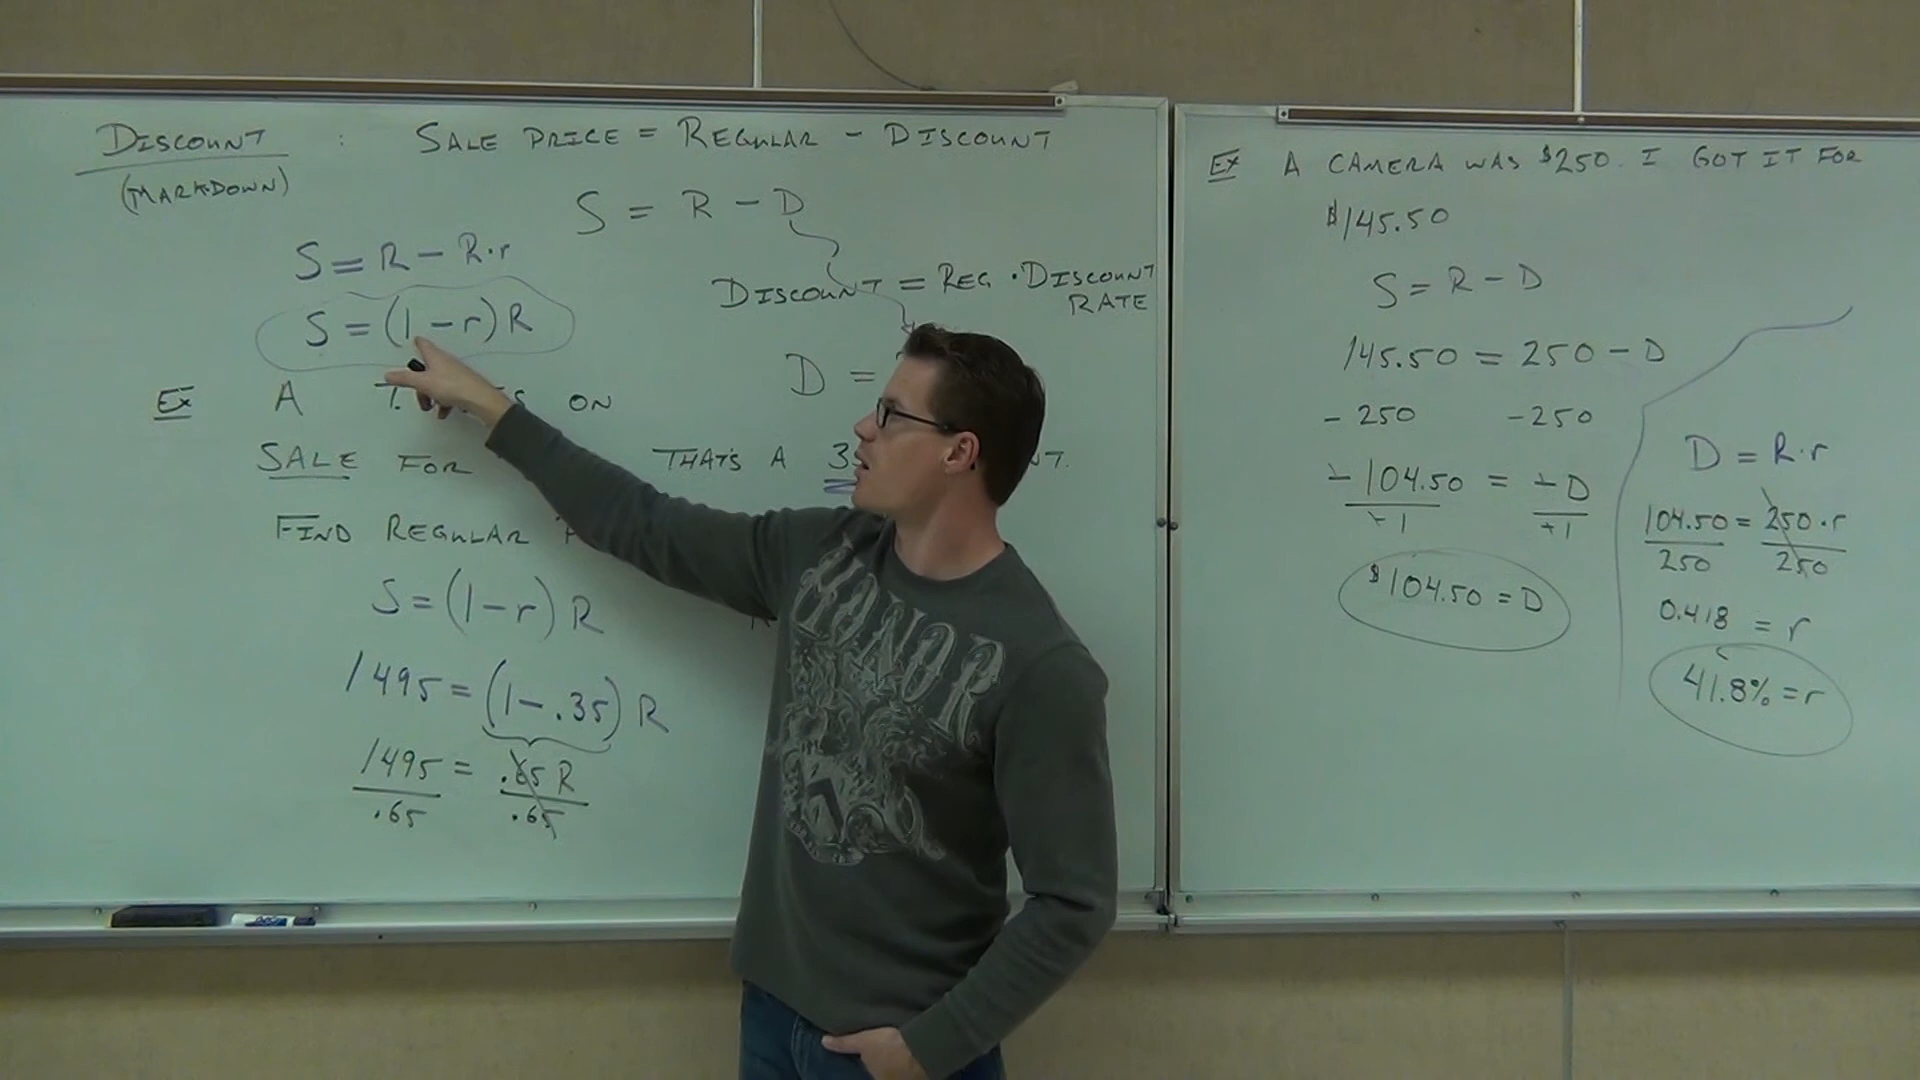 DISCOUNT : SALE PRICE = REGULAR - DISCOUNT
(MARKDOWN)
S = R - D
S = R - R·r
DISCOUNT = REG · DISCOUNT
RATE
S = (1 - r) R
D =
EX A ON
SALE FOR THAT'S A
FIND REGULAR
S = (1 - r) R
1495 = (1 - .35) R
1495 = .65 R
.65 .65
EX A CAMERA WAS $250. I GOT IT FOR
$145.50
S = R - D
145.50 = 250 - D
- 250 - 250
- 104.50 = - D
-1 -1
$104.50 = D
D = R·r
104.50 = 250·r
250 250
0.418 = r
41.8% = r
HONOR